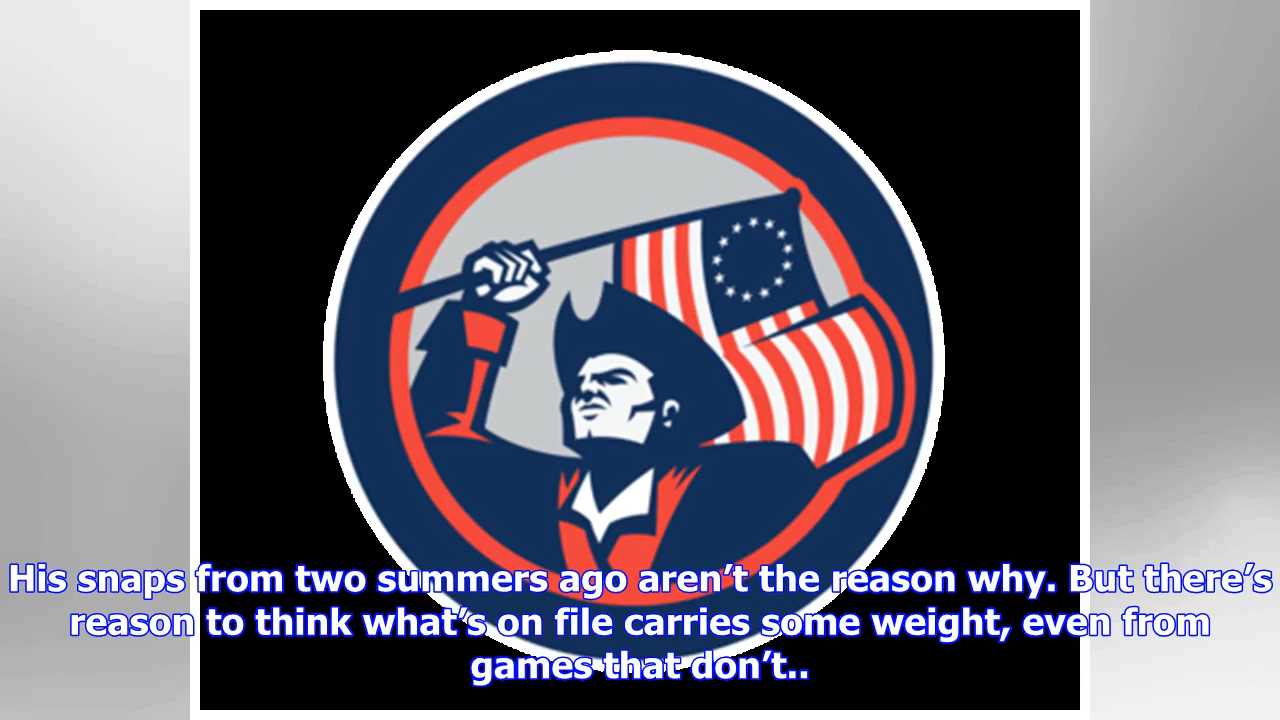 His snaps from two summers ago aren’t the reason why. But there’s
reason to think what’s on file carries some weight, even from
games that don’t..